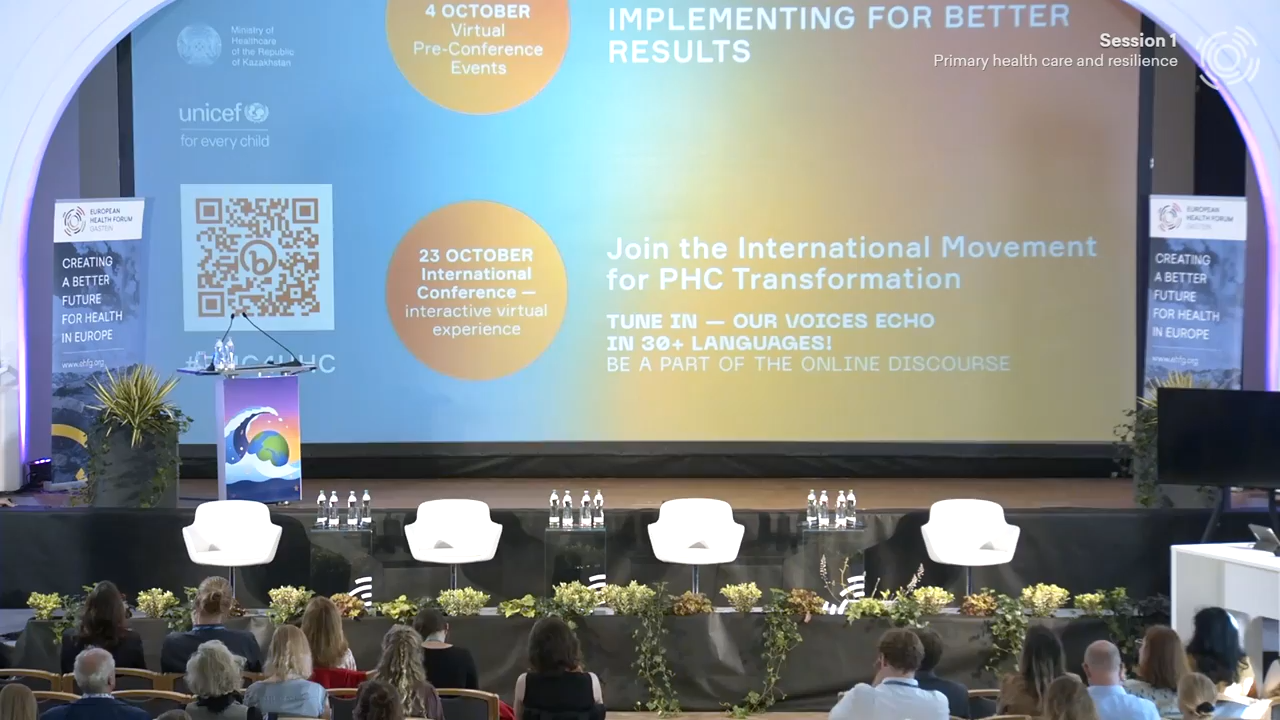 4 OCTOBER
Virtual
Pre-Conference
Events
IMPLEMENTING FOR BETTER
RESULTS
Session 1
Primary health care and resilience
Ministry of
Healthcare
of the Republic
of Kazakhstan
unicef
for every child
23 OCTOBER
International
Conference —
interactive virtual
experience
Join the International Movement
for PHC Transformation
TUNE IN — OUR VOICES ECHO
IN 30+ LANGUAGES!
BE A PART OF THE ONLINE DISCOURSE
EUROPEAN
HEALTH FORUM
GASTEIN
CREATING
A BETTER
FUTURE
FOR HEALTH
IN EUROPE
www.ehfg.org
EUROPEAN
HEALTH FORUM
GASTEIN
CREATING
A BETTER
FUTURE
FOR HEALTH
IN EUROPE
www.ehfg.org